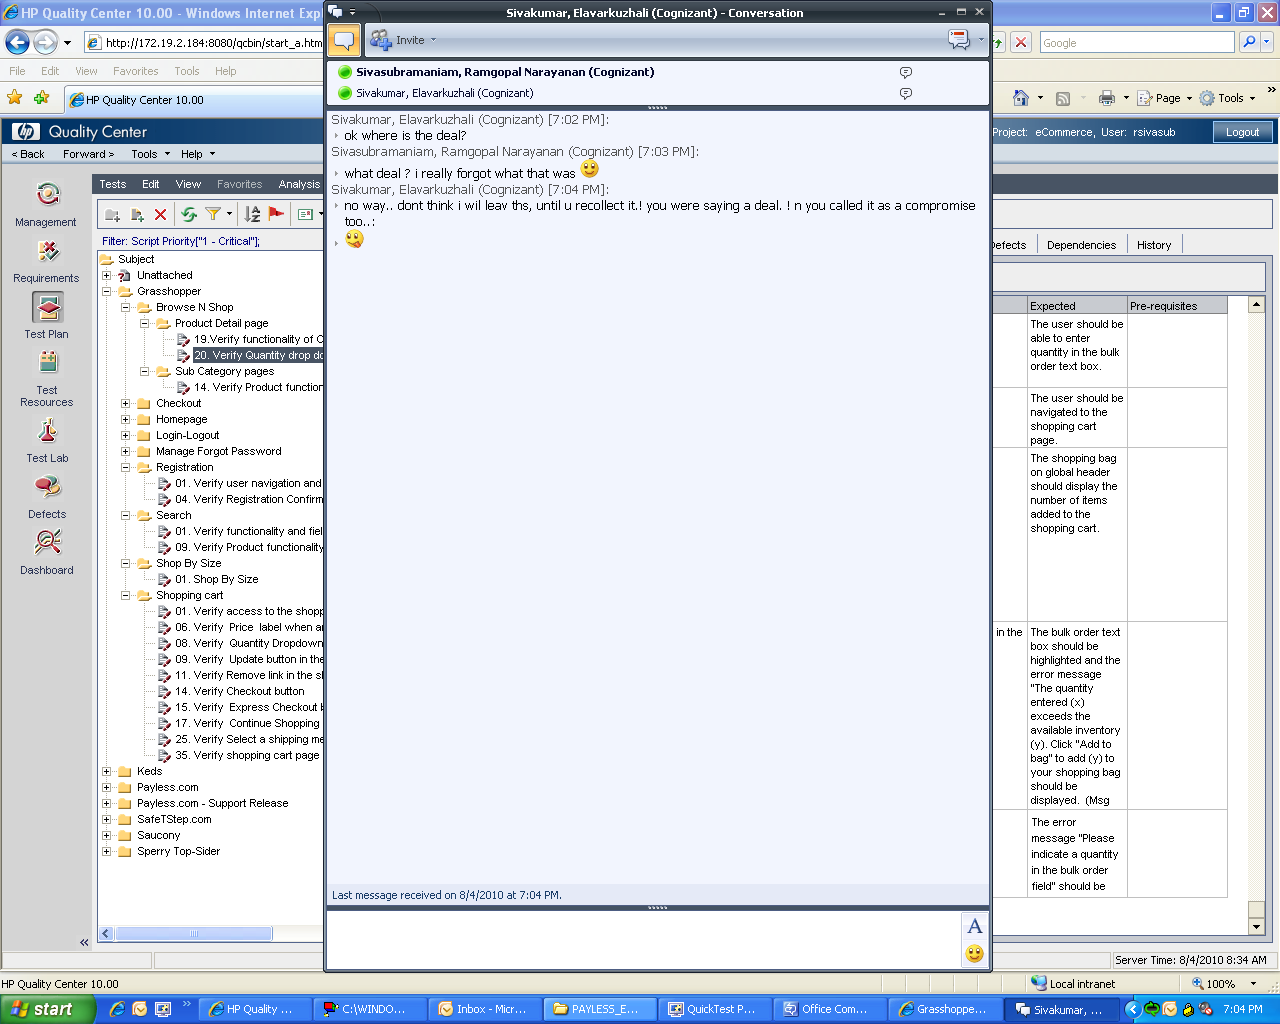 HP Quality Center 10.00 - Windows Internet Exp
Sivakumar, Elavarkuzhali (Cognizant) - Conversation
http://172.19.2.184:8080/qcbin/start_a.htm
Invite
Google
File Edit View Favorites Tools Help
Sivasubramaniam, Ramgopal Narayanan (Cognizant)
Sivakumar, Elavarkuzhali (Cognizant)
HP Quality Center 10.00
Page Tools
Sivakumar, Elavarkuzhali (Cognizant) [7:02 PM]:
ok where is the deal?
Sivasubramaniam, Ramgopal Narayanan (Cognizant) [7:03 PM]:
what deal ? i really forgot what that was
Sivakumar, Elavarkuzhali (Cognizant) [7:04 PM]:
no way.. dont think i wil leav ths, until u recollect it.! you were saying a deal. ! n you called it as a compromise
too..:
Last message received on 8/4/2010 at 7:04 PM.
A
hp Quality Center
Project: eCommerce, User: rsivasub
Logout
< Back Forward > Tools Help
Management
Requirements
Test Plan
Test
Resources
Test Lab
Defects
Dashboard
Tests Edit View Favorites Analysis
Filter: Script Priority["1 - Critical"];
Subject
Unattached
Grasshopper
Browse N Shop
Product Detail page
19.Verify functionality of C
20. Verify Quantity drop do
Sub Category pages
14. Verify Product function
Checkout
Homepage
Login-Logout
Manage Forgot Password
Registration
01. Verify user navigation and
04. Verify Registration Confirm
Search
01. Verify functionality and fiel
09. Verify Product functionality
Shop By Size
01. Shop By Size
Shopping cart
01. Verify access to the shopp
06. Verify Price label when an
08. Verify Quantity Dropdown
09. Verify Update button in the
11. Verify Remove link in the sh
14. Verify Checkout button
15. Verify Express Checkout b
17. Verify Continue Shopping
25. Verify Select a shipping me
35. Verify shopping cart page
Keds
Payless.com
Payless.com - Support Release
SafeTStep.com
Saucony
Sperry Top-Sider
efects Dependencies History
Expected Pre-requisites
The user should be
able to enter
quantity in the bulk
order text box.
The user should be
navigated to the
shopping cart
page.
The shopping bag
on global header
should display the
number of items
added to the
shopping cart.
in the
The bulk order text
box should be
highlighted and the
error message
"The quantity
entered (x)
exceeds the
available inventory
(y). Click "Add to
bag" to add (y) to
your shopping bag
should be
displayed. (Msg
The error
message "Please
indicate a quantity
in the bulk order
field" should be
Server Time: 8/4/2010 8:34 AM
HP Quality Center 10.00
Local intranet
100%
start
HP Quality ...
C:\WINDO...
Inbox - Micr...
PAYLESS_E...
QuickTest P...
Office Com...
Grasshoppe...
Sivakumar, ...
7:04 PM